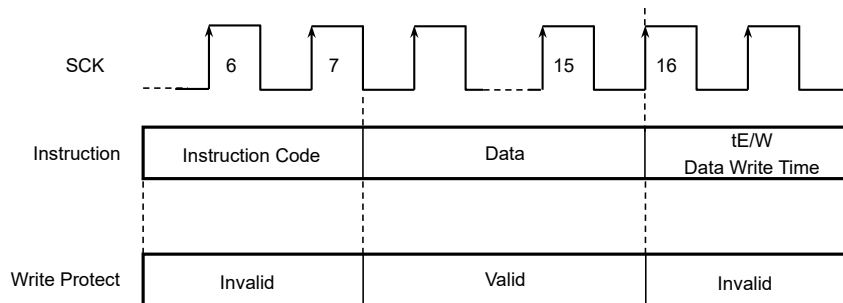 SCK
6
7
15
16
Instruction
Instruction Code
Data
tE/W
Data Write Time
Write Protect
Invalid
Valid
Invalid